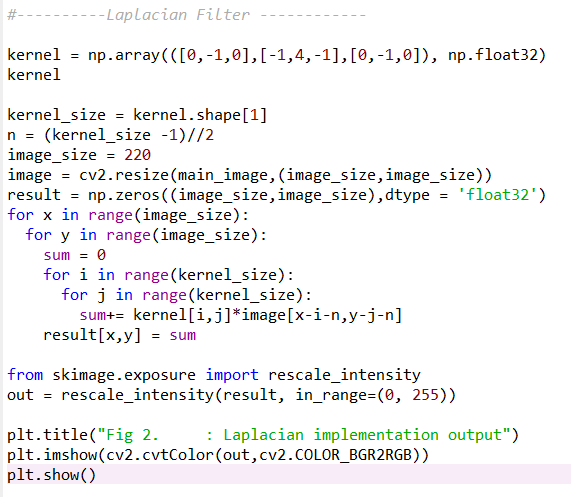 #----------Laplacian Filter ------------
kernel = np.array(([0,-1,0],[-1,4,-1],[0,-1,0]), np.float32)
kernel
kernel_size = kernel.shape[1]
n = (kernel_size -1)//2
image_size = 220
image = cv2.resize(main_image,(image_size,image_size))
result = np.zeros((image_size,image_size),dtype = 'float32')
for x in range(image_size):
  for y in range(image_size):
    sum = 0
    for i in range(kernel_size):
      for j in range(kernel_size):
        sum+= kernel[i,j]*image[x-i-n,y-j-n]
    result[x,y] = sum
from skimage.exposure import rescale_intensity
out = rescale_intensity(result, in_range=(0, 255))
plt.title("Fig 2.     : Laplacian implementation output")
plt.imshow(cv2.cvtColor(out,cv2.COLOR_BGR2RGB))
plt.show()